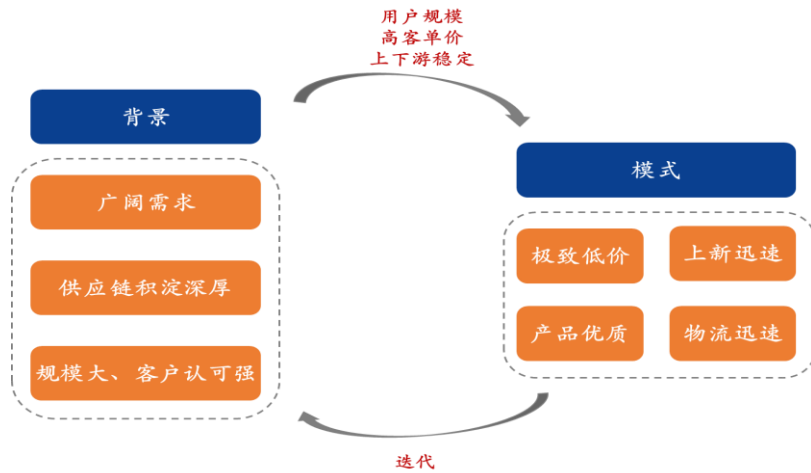 用户规模
高客单价
上下游稳定
背景
广阔需求
供应链积淀深厚
规模大、客户认可强
模式
极致低价
上新迅速
产品优质
物流迅速
迭代